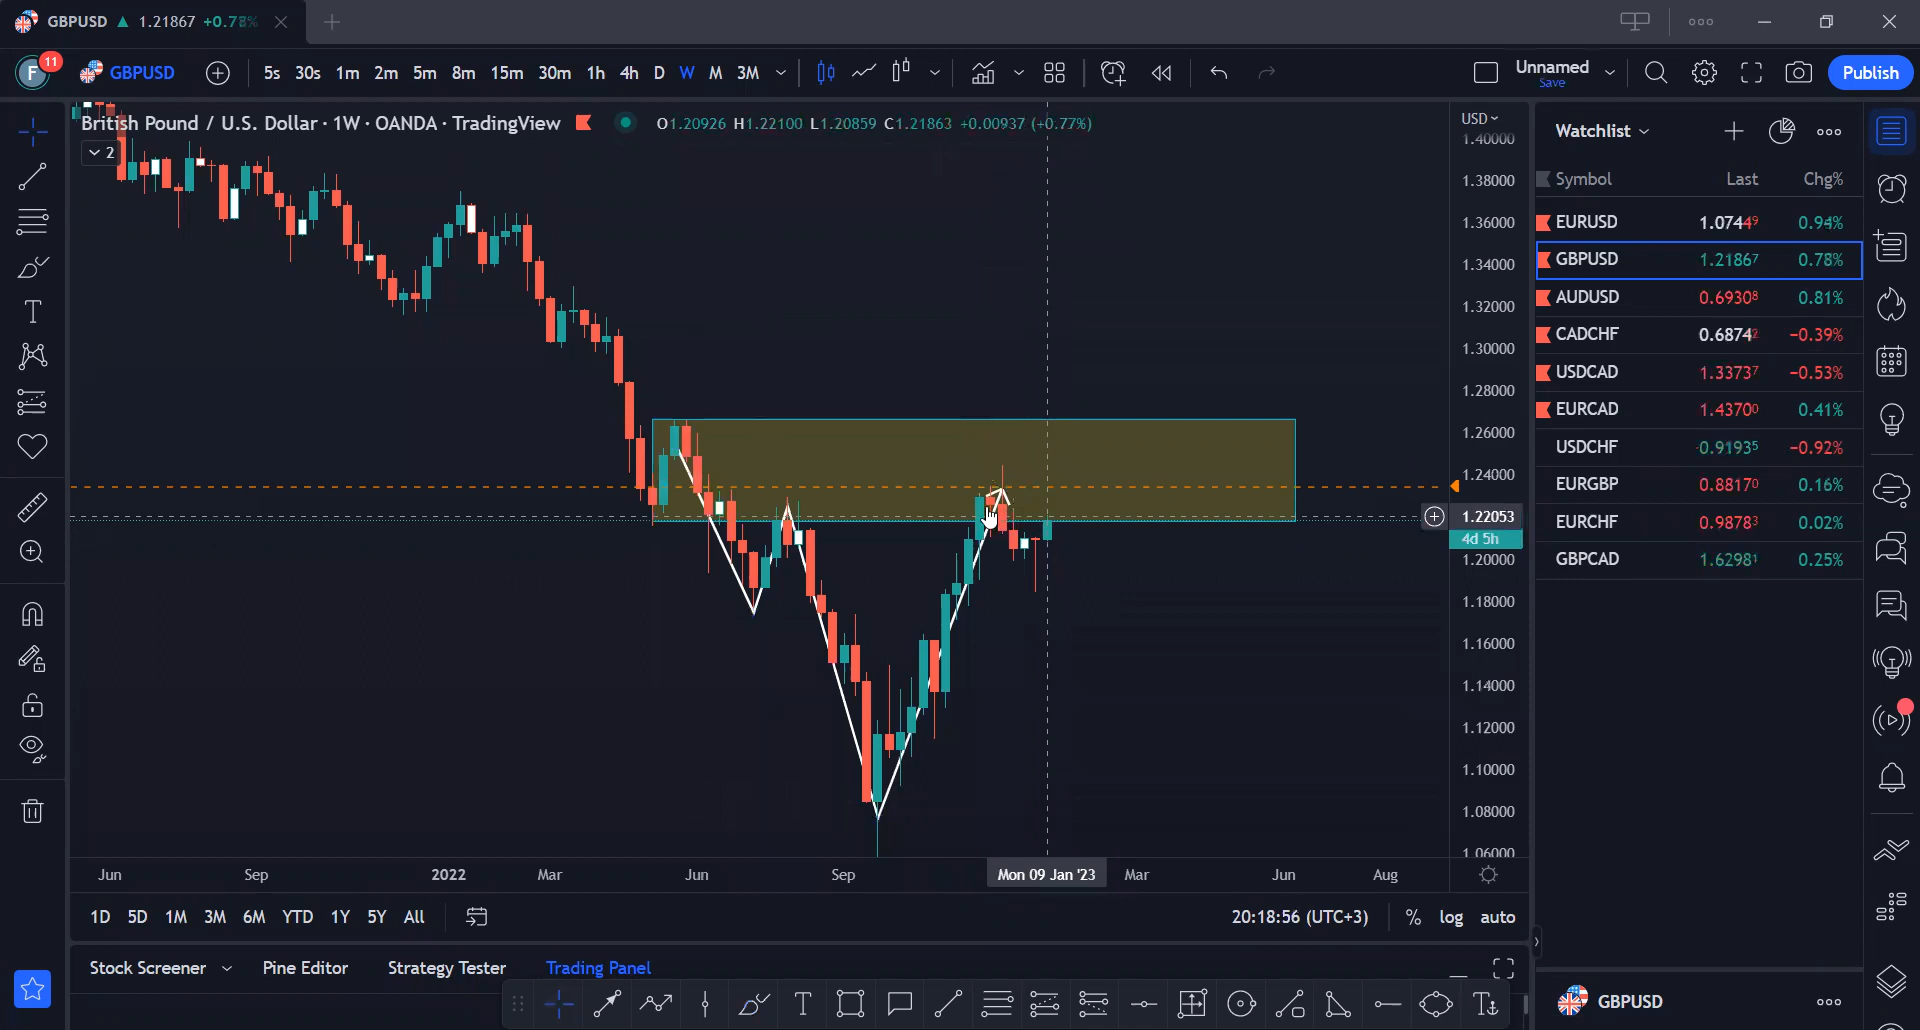 GBPUSD ▲ 1.21867 +0.78%
F 11 GBPUSD 5s 30s 1m 2m 5m 8m 15m 30m 1h 4h D W M 3M Unnamed Save Publish
British Pound / U.S. Dollar · 1W · OANDA · TradingView O1.20926 H1.22100 L1.20859 C1.21863 +0.00937 (+0.77%)
2
USD
1.40000
1.38000
1.36000
1.34000
1.32000
1.30000
1.28000
1.26000
1.24000
1.22053
4d 5h
1.20000
1.18000
1.16000
1.14000
1.12000
1.10000
1.08000
1.06000
Jun Sep 2022 Mar Jun Sep Mon 09 Jan '23 Mar Jun Aug
1D 5D 1M 3M 6M YTD 1Y 5Y All 20:18:56 (UTC+3) % log auto
Stock Screener Pine Editor Strategy Tester Trading Panel
Watchlist
Symbol Last Chg%
EURUSD 1.07449 0.94%
GBPUSD 1.21867 0.78%
AUDUSD 0.69308 0.81%
CADCHF 0.68742 −0.39%
USDCAD 1.33737 −0.53%
EURCAD 1.43700 0.41%
USDCHF 0.91935 −0.92%
EURGBP 0.88170 0.16%
EURCHF 0.98783 0.02%
GBPCAD 1.62981 0.25%
GBPUSD